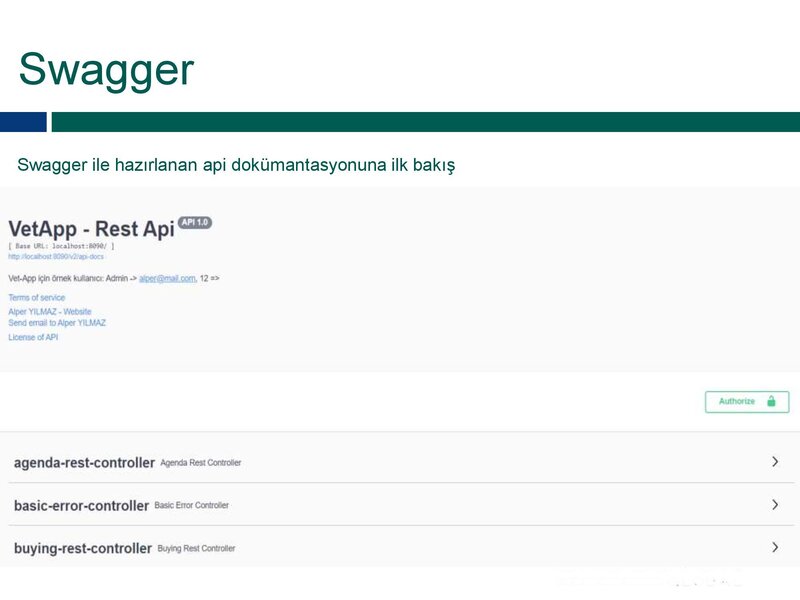 Swagger
Swagger ile hazırlanan api dokümantasyonuna ilk bakış
VetApp - Rest Api API 1.0
[ Base URL: localhost:8090/ ]
http://localhost:8090/v2/api-docs
Vet-App için örnek kullanıcı: Admin -> alper@mail.com, 12 =>
Terms of service
Alper YILMAZ - Website
Send email to Alper YILMAZ
License of API
Authorize
agenda-rest-controller Agenda Rest Controller
basic-error-controller Basic Error Controller
buying-rest-controller Buying Rest Controller